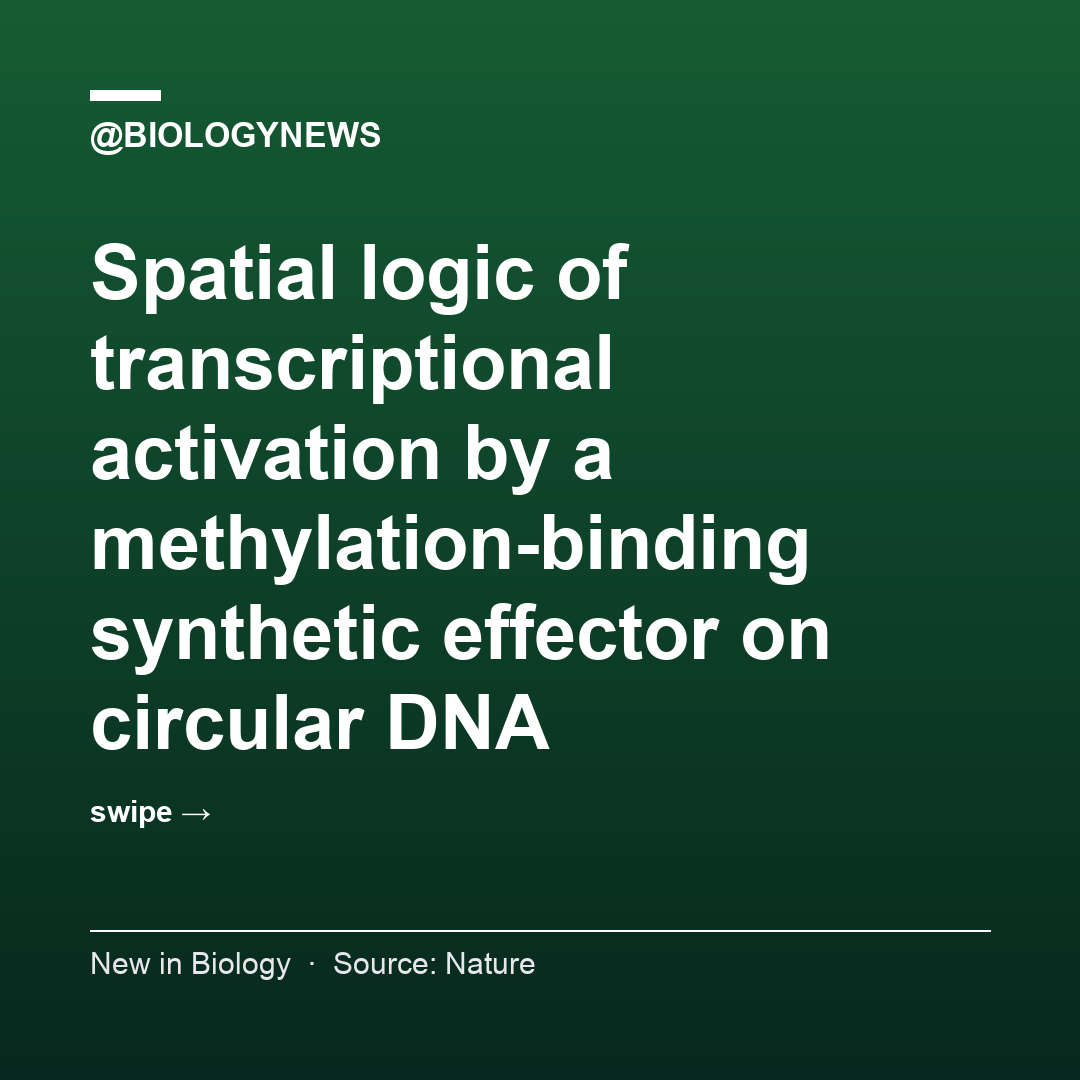 @BIOLOGYNEWS
Spatial logic of
transcriptional
activation by a
methylation-binding
synthetic effector on
circular DNA
swipe →
New in Biology · Source: Nature